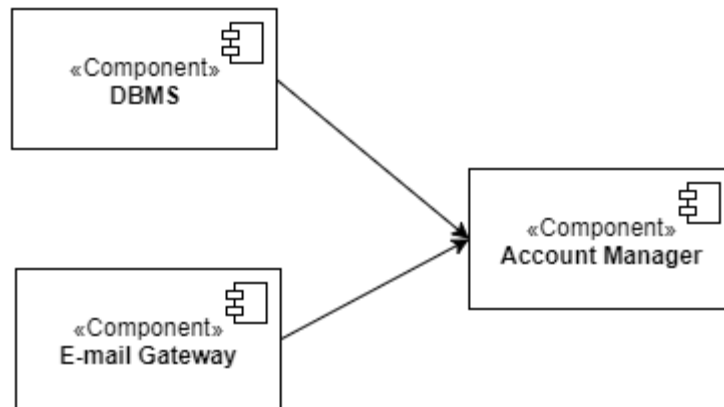 «Component»
DBMS
«Component»
Account Manager
«Component»
E-mail Gateway